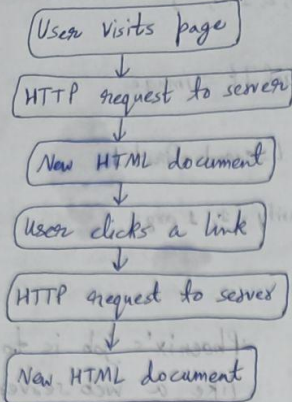 User visits page
HTTP request to server
New HTML document
User clicks a link
HTTP request to server
New HTML document